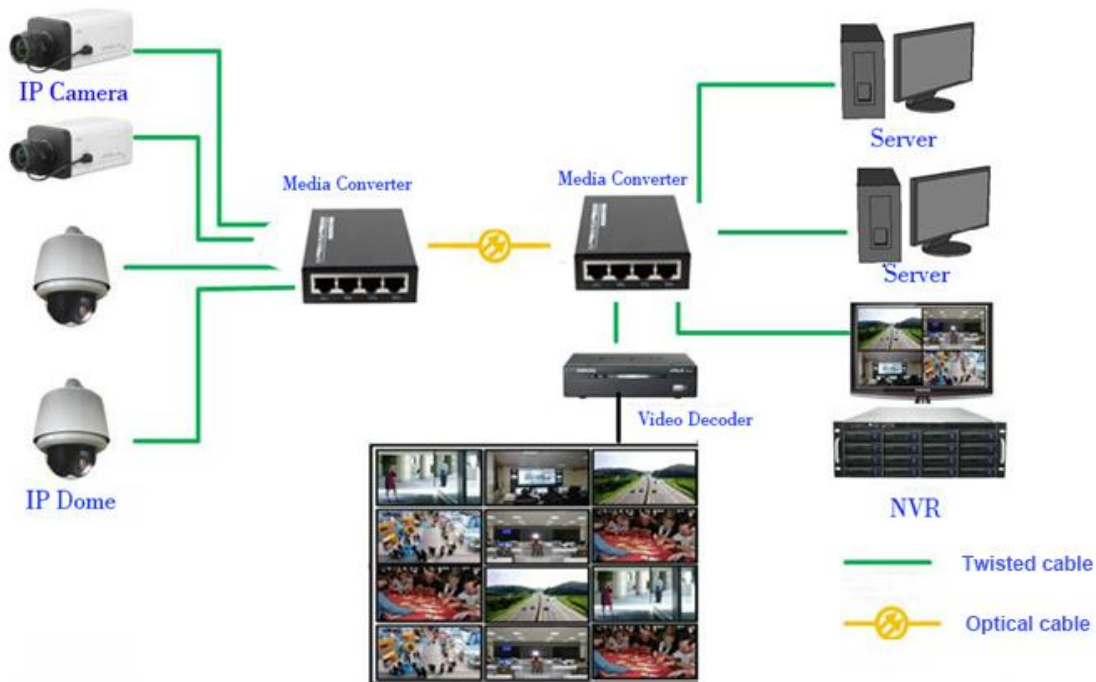 IP Camera
Media Converter
Media Converter
Server
Server
Video Decoder
IP Dome
NVR
Twisted cable
Optical cable